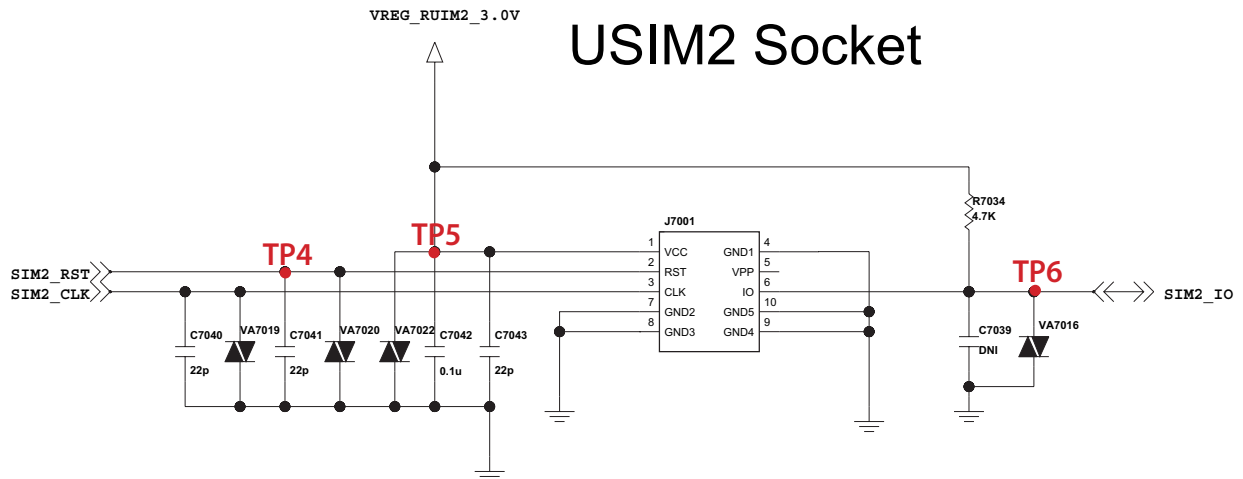 VREG_RUIM2_3.0V
USIM2 Socket
R7034
4.7K
J7001
TP4
TP5
TP6
SIM2_RST
SIM2_CLK
SIM2_IO
1 VCC GND1 4
2 RST VPP 5
3 CLK IO 6
7 GND2 GND5 10
8 GND3 GND4 9
C7040
22p
VA7019
C7041
22p
VA7020
VA7022
C7042
0.1u
C7043
22p
C7039
DNI
VA7016